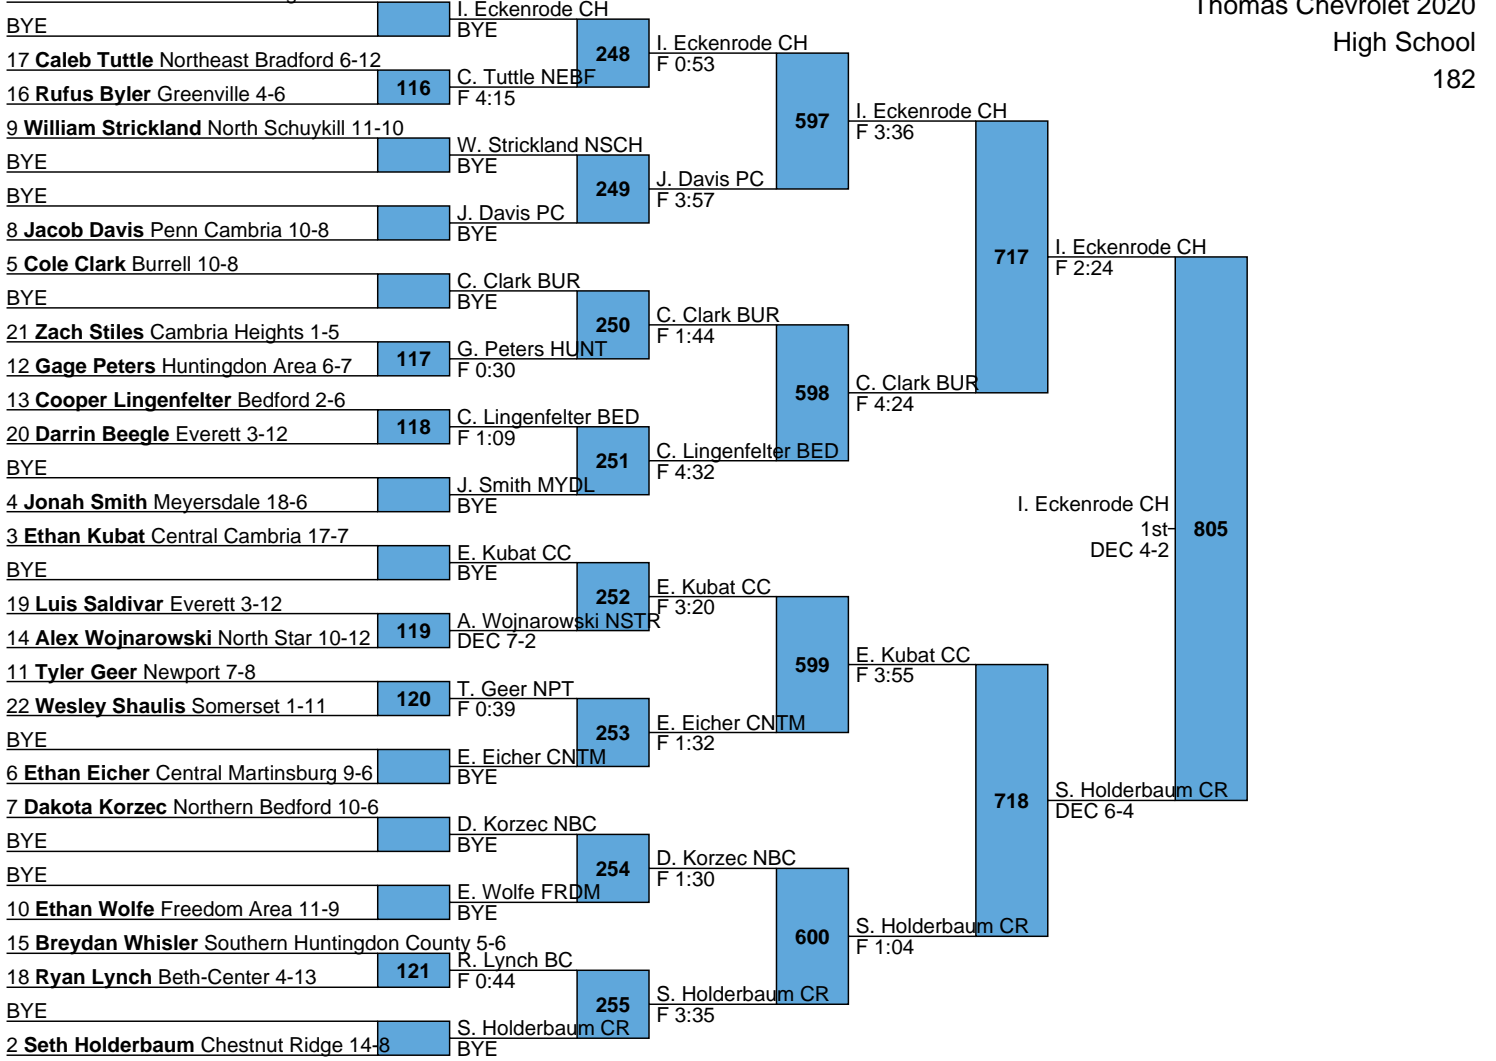 Thomas Chevrolet 2020
High School
182
BYE
17 Caleb Tuttle Northeast Bradford 6-12
16 Rufus Byler Greenville 4-6
9 William Strickland North Schuykill 11-10
BYE
BYE
8 Jacob Davis Penn Cambria 10-8
5 Cole Clark Burrell 10-8
BYE
21 Zach Stiles Cambria Heights 1-5
12 Gage Peters Huntingdon Area 6-7
13 Cooper Lingenfelter Bedford 2-6
20 Darrin Beegle Everett 3-12
BYE
4 Jonah Smith Meyersdale 18-6
3 Ethan Kubat Central Cambria 17-7
BYE
19 Luis Saldivar Everett 3-12
14 Alex Wojnarowski North Star 10-12
11 Tyler Geer Newport 7-8
22 Wesley Shaulis Somerset 1-11
BYE
6 Ethan Eicher Central Martinsburg 9-6
7 Dakota Korzec Northern Bedford 10-6
BYE
BYE
10 Ethan Wolfe Freedom Area 11-9
15 Breydan Whisler Southern Huntingdon County 5-6
18 Ryan Lynch Beth-Center 4-13
BYE
2 Seth Holderbaum Chestnut Ridge 14-8
116
117
118
119
120
121
I. Eckenrode CH
BYE
C. Tuttle NEBF
F 4:15
W. Strickland NSCH
BYE
J. Davis PC
BYE
C. Clark BUR
BYE
G. Peters HUNT
F 0:30
C. Lingenfelter BED
F 1:09
J. Smith MYDL
BYE
E. Kubat CC
BYE
A. Wojnarowski NSTR
DEC 7-2
T. Geer NPT
F 0:39
E. Eicher CNTM
BYE
D. Korzec NBC
BYE
E. Wolfe FRDM
BYE
R. Lynch BC
F 0:44
S. Holderbaum CR
BYE
248
249
250
251
252
253
254
255
I. Eckenrode CH
F 0:53
J. Davis PC
F 3:57
C. Clark BUR
F 1:44
C. Lingenfelter BED
F 4:32
E. Kubat CC
F 3:20
E. Eicher CNTM
F 1:32
D. Korzec NBC
F 1:30
S. Holderbaum CR
F 3:35
597
598
599
600
I. Eckenrode CH
F 3:36
C. Clark BUR
F 4:24
E. Kubat CC
F 3:55
S. Holderbaum CR
F 1:04
717
718
I. Eckenrode CH
F 2:24
S. Holderbaum CR
DEC 6-4
805
I. Eckenrode CH
1st
DEC 4-2